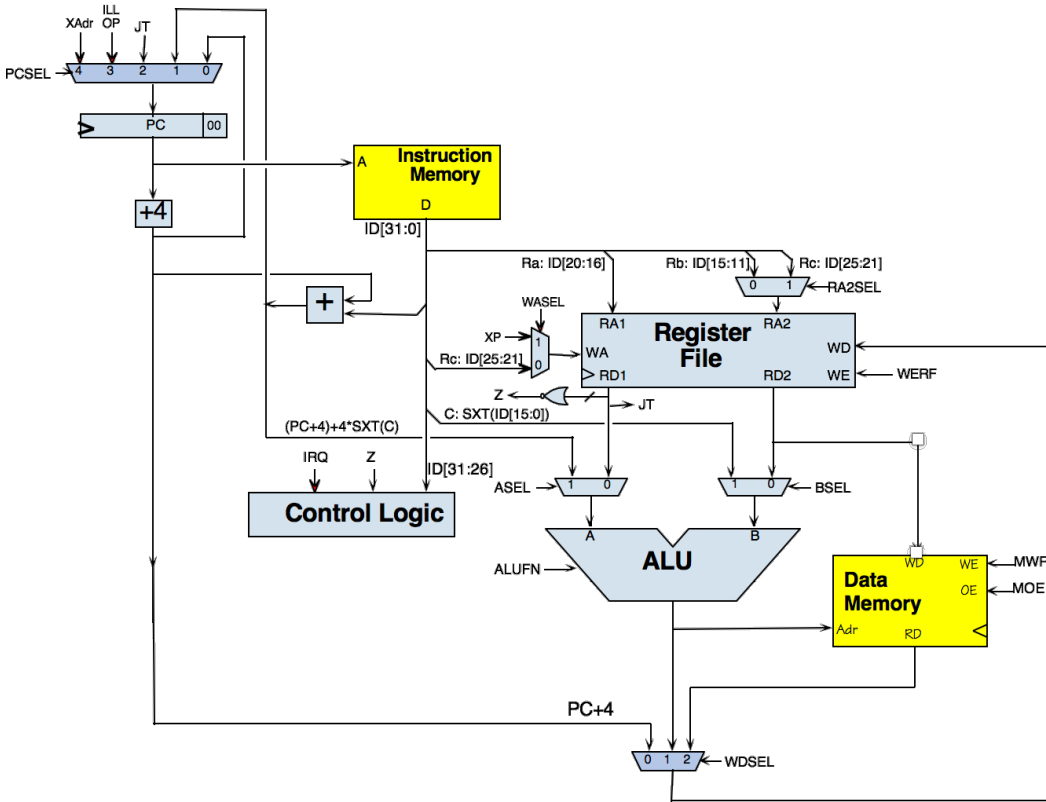 ILL
XAdr OP JT
PCSEL 4 3 2 1 0
PC 00
A Instruction
Memory
+4 D
ID[31:0]
Ra: ID[20:16] Rb: ID[15:11] Rc: ID[25:21]
0 1 RA2SEL
+ WASEL
RA1 RA2
XP 1 Register
WA File WD
Rc: ID[25:21] 0
RD1 RD2 WE WERF
Z JT
C: SXT(ID[15:0])
(PC+4)+4*SXT(C)
IRQ Z ID[31:26]
ASEL 1 0 1 0 BSEL
Control Logic
A B
ALUFN ALU
WD WE MWR
Data OE MOE
Memory
Adr RD
PC+4
0 1 2 WDSEL